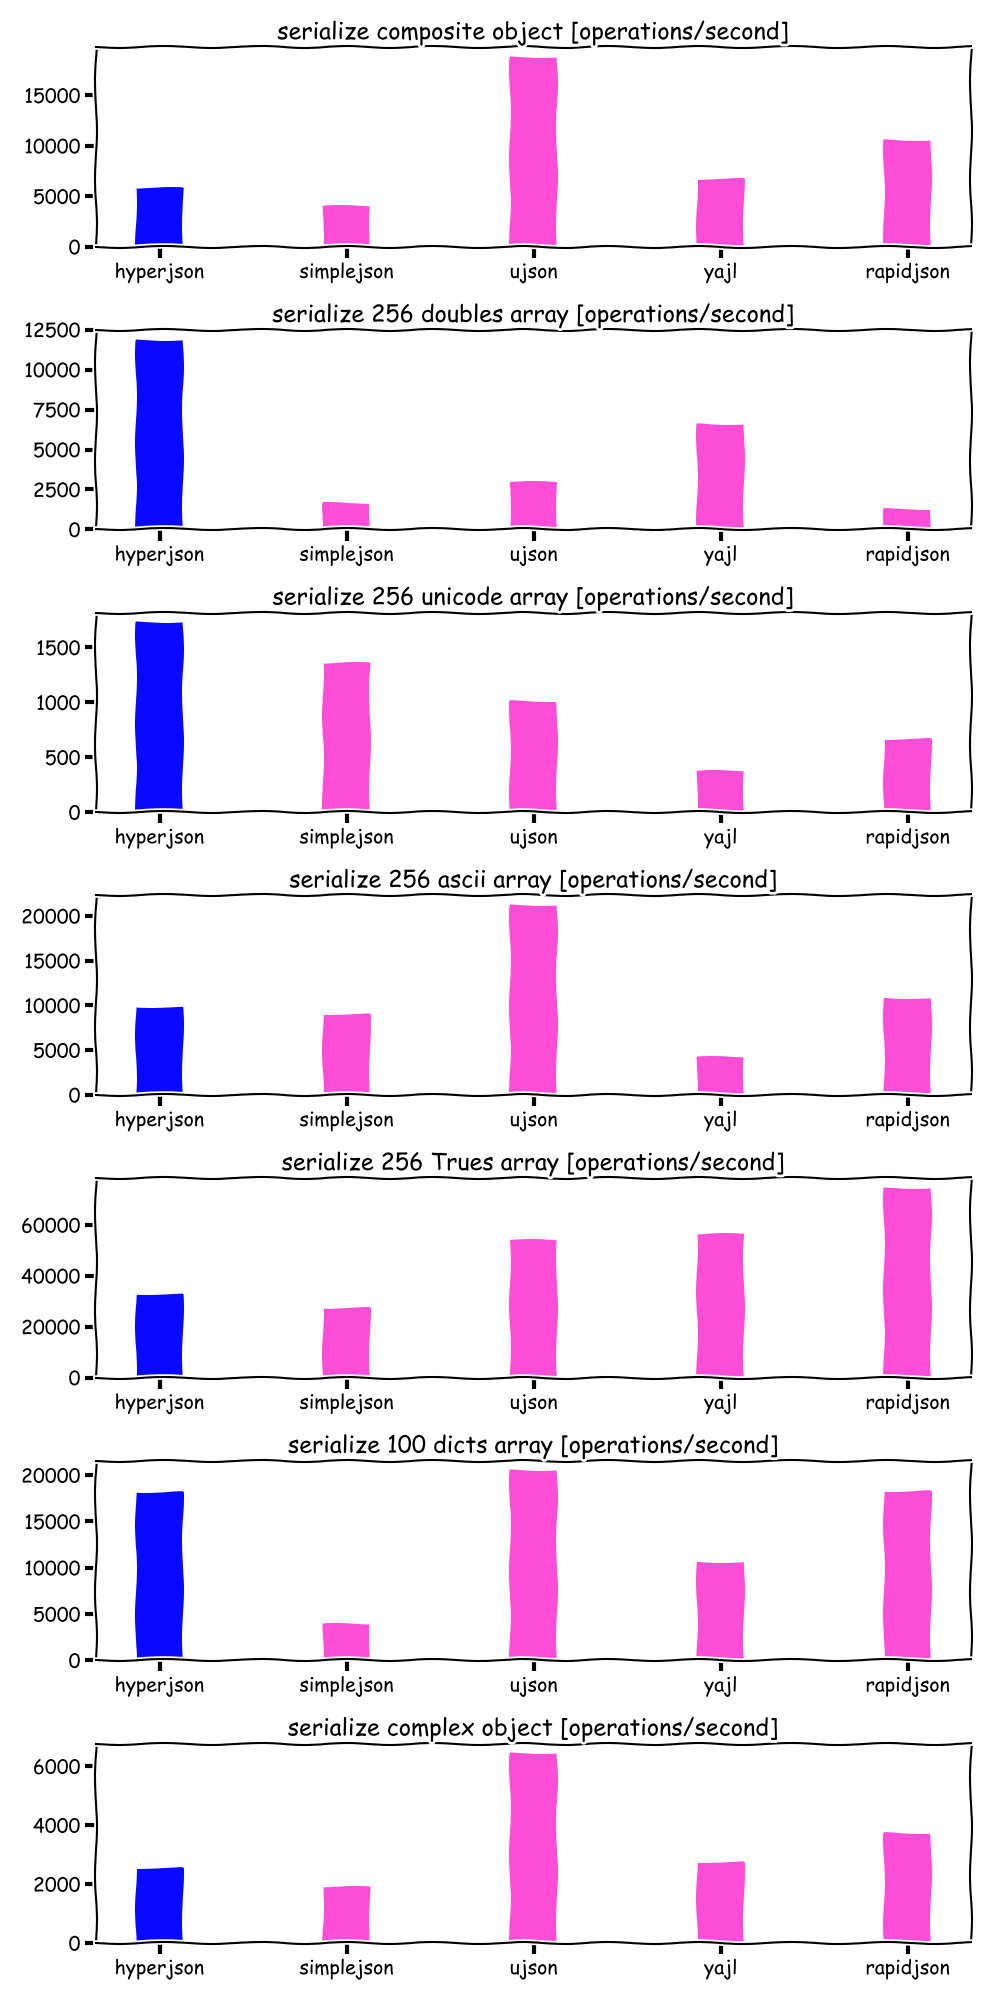 serialize composite object [operations/second]
15000
10000
5000
0
hyperjson simplejson ujson yajl rapidjson
serialize 256 doubles array [operations/second]
12500
10000
7500
5000
2500
0
hyperjson simplejson ujson yajl rapidjson
serialize 256 unicode array [operations/second]
1500
1000
500
0
hyperjson simplejson ujson yajl rapidjson
serialize 256 ascii array [operations/second]
20000
15000
10000
5000
0
hyperjson simplejson ujson yajl rapidjson
serialize 256 Trues array [operations/second]
60000
40000
20000
0
hyperjson simplejson ujson yajl rapidjson
serialize 100 dicts array [operations/second]
20000
15000
10000
5000
0
hyperjson simplejson ujson yajl rapidjson
serialize complex object [operations/second]
6000
4000
2000
0
hyperjson simplejson ujson yajl rapidjson